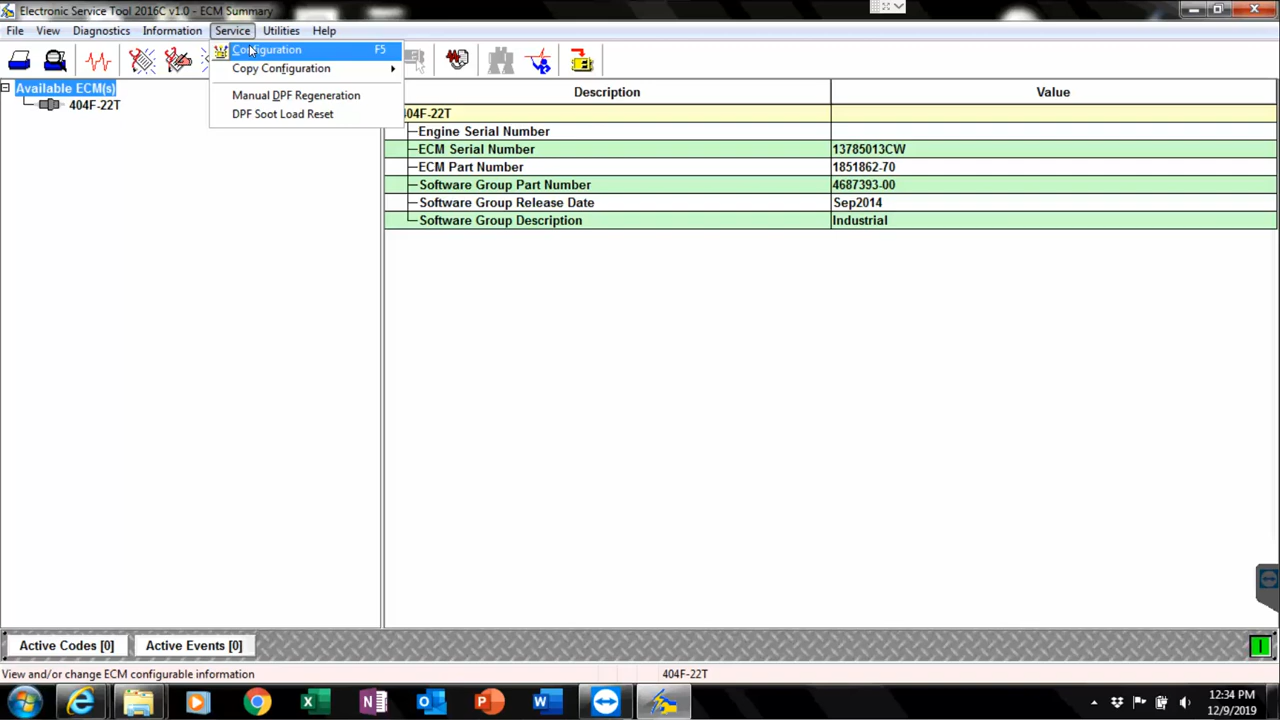 Electronic Service Tool 2016C v1.0 - ECM Summary
File View Diagnostics Information Service Utilities Help
Configuration F5
Copy Configuration
Manual DPF Regeneration
DPF Soot Load Reset
Available ECM(s)
404F-22T
Description Value
404F-22T
Engine Serial Number
ECM Serial Number 13785013CW
ECM Part Number 1851862-70
Software Group Part Number 4687393-00
Software Group Release Date Sep2014
Software Group Description Industrial
Active Codes [0] Active Events [0]
View and/or change ECM configurable information 404F-22T
12:34 PM
12/9/2019